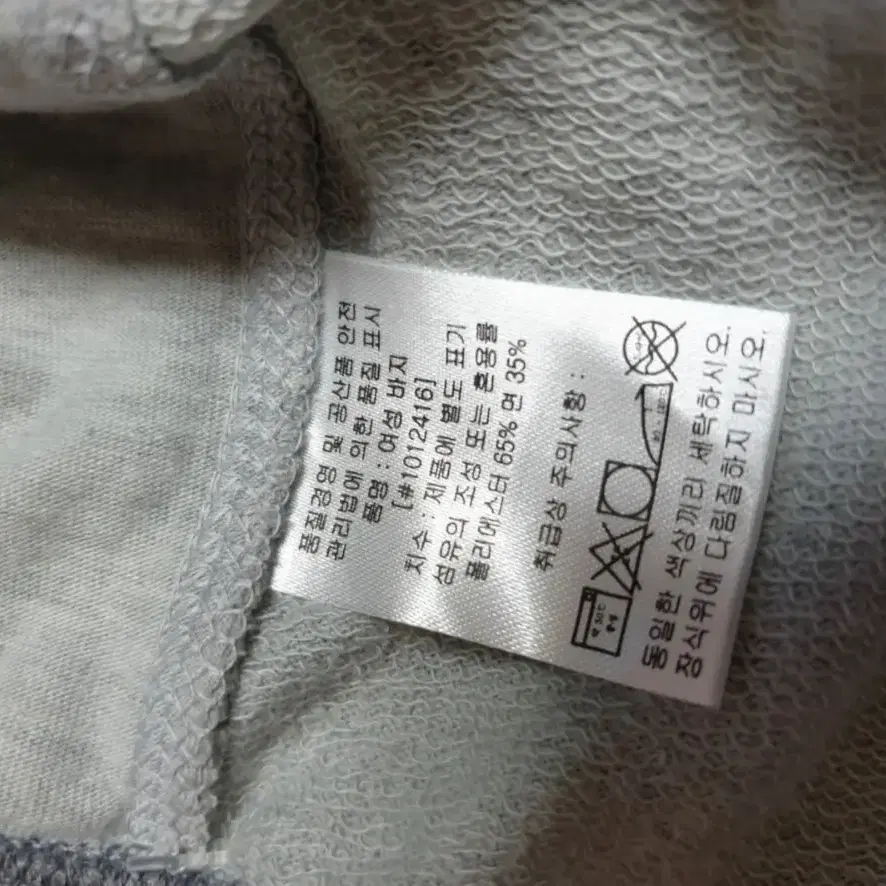 품질경영 및 공산품 안전
관리법에 의한 품질 표시
품명 : 여성 바지
[#1012416]
치수 : 제품에 별도 표기
섬유의 조성 또는 혼용률
폴리에스터 65% 면 35%
취급상 주의사항 :
약 30℃
중성
동일한 색상끼리 세탁하시오.
장식위에 다림질하지 마시오.